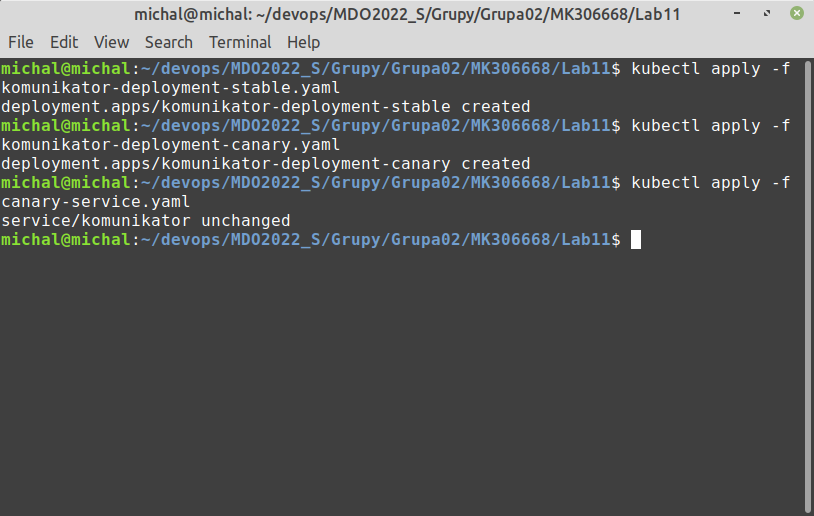 michal@michal: ~/devops/MDO2022_S/Grupy/Grupa02/MK306668/Lab11
File Edit View Search Terminal Help
michal@michal:~/devops/MDO2022_S/Grupy/Grupa02/MK306668/Lab11$ kubectl apply -f
komunikator-deployment-stable.yaml
deployment.apps/komunikator-deployment-stable created
michal@michal:~/devops/MDO2022_S/Grupy/Grupa02/MK306668/Lab11$ kubectl apply -f
komunikator-deployment-canary.yaml
deployment.apps/komunikator-deployment-canary created
michal@michal:~/devops/MDO2022_S/Grupy/Grupa02/MK306668/Lab11$ kubectl apply -f
canary-service.yaml
service/komunikator unchanged
michal@michal:~/devops/MDO2022_S/Grupy/Grupa02/MK306668/Lab11$